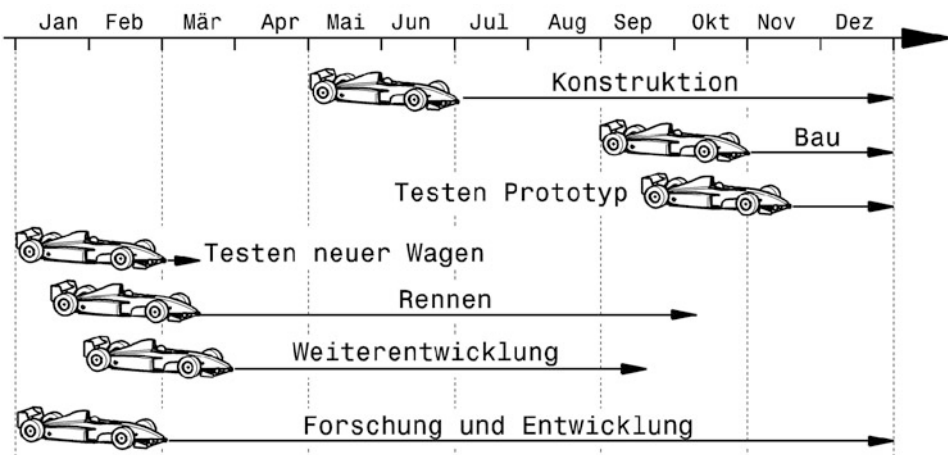 Jan Feb Mär Apr Mai Jun Jul Aug Sep Okt Nov Dez
Konstruktion
Bau
Testen Prototyp
Testen neuer Wagen
Rennen
Weiterentwicklung
Forschung und Entwicklung